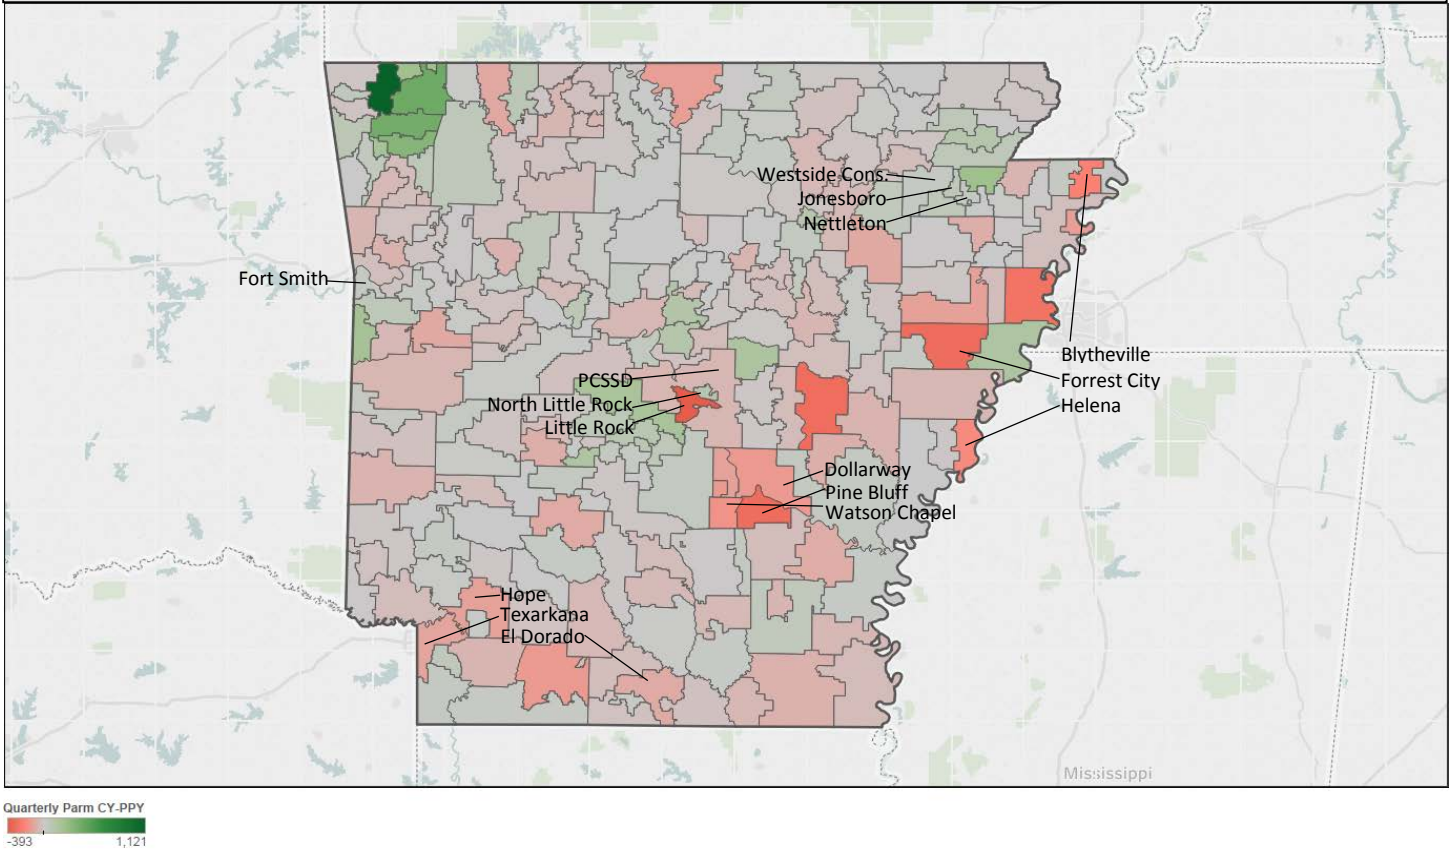 Westside Cons.
Jonesboro
Nettleton
Fort Smith
Blytheville
PCSSD
Forrest City
North Little Rock
Helena
Little Rock
Dollarway
Pine Bluff
Watson Chapel
Hope
Texarkana
El Dorado
Mississippi
Quarterly Parm CY-PPY
-393 1,121